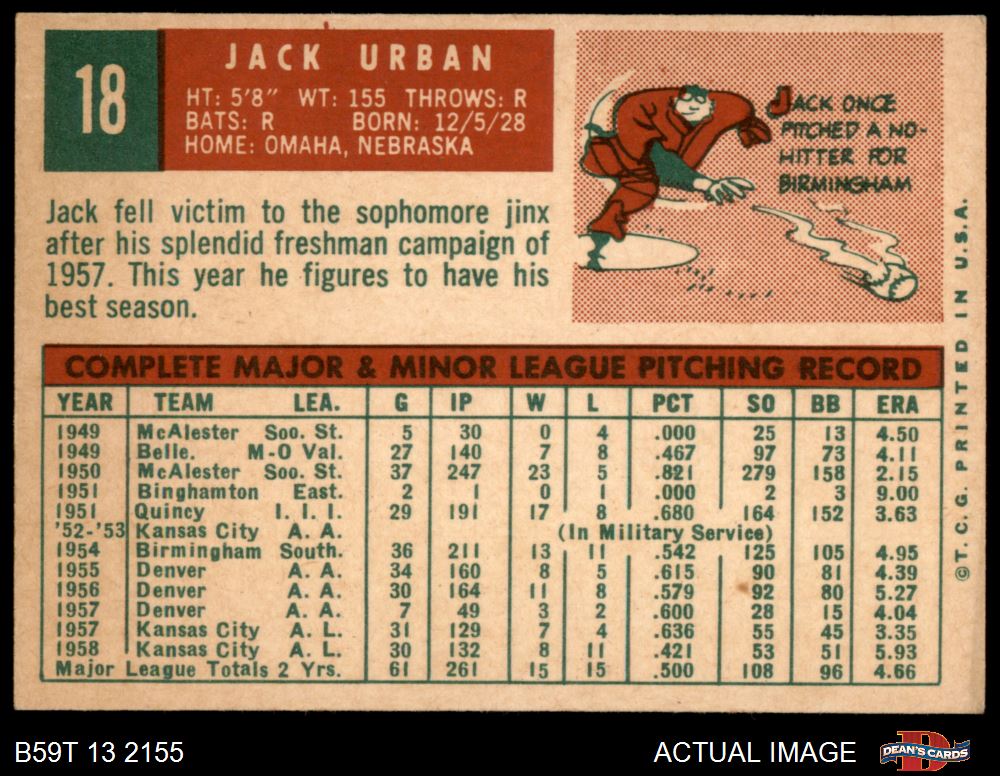 18
JACK URBAN
HT: 5'8" WT: 155 THROWS: R
BATS: R BORN: 12/5/28
HOME: OMAHA, NEBRASKA
JACK ONCE
PITCHED A NO-
HITTER FOR
BIRMINGHAM
Jack fell victim to the sophomore jinx
after his splendid freshman campaign of
1957. This year he figures to have his
best season.
COMPLETE MAJOR & MINOR LEAGUE PITCHING RECORD
YEAR TEAM LEA. G IP W L PCT SO BB ERA
1949 McAlester Soo. St. 5 30 0 4 .000 25 13 4.50
1949 Belle. M-O Val. 27 140 7 8 .467 97 73 4.11
1950 McAlester Soo. St. 37 247 23 5 .821 279 158 2.15
1951 Binghamton East. 2 1 0 1 .000 2 3 9.00
1951 Quincy I. I. I. 29 191 17 8 .680 164 152 3.63
'52-'53 Kansas City A. A. (In Military Service)
1954 Birmingham South. 36 211 13 11 .542 125 105 4.95
1955 Denver A. A. 34 160 8 5 .615 90 81 4.39
1956 Denver A. A. 30 164 11 8 .579 92 80 5.27
1957 Denver A. A. 7 49 3 2 .600 28 15 4.04
1957 Kansas City A. L. 31 129 7 4 .636 55 45 3.35
1958 Kansas City A. L. 30 132 8 11 .421 53 51 5.93
Major League Totals 2 Yrs. 61 261 15 15 .500 108 96 4.66
©T. C. G. PRINTED IN U.S.A.
B59T 13 2155
ACTUAL IMAGE
D
DEAN'S CARDS